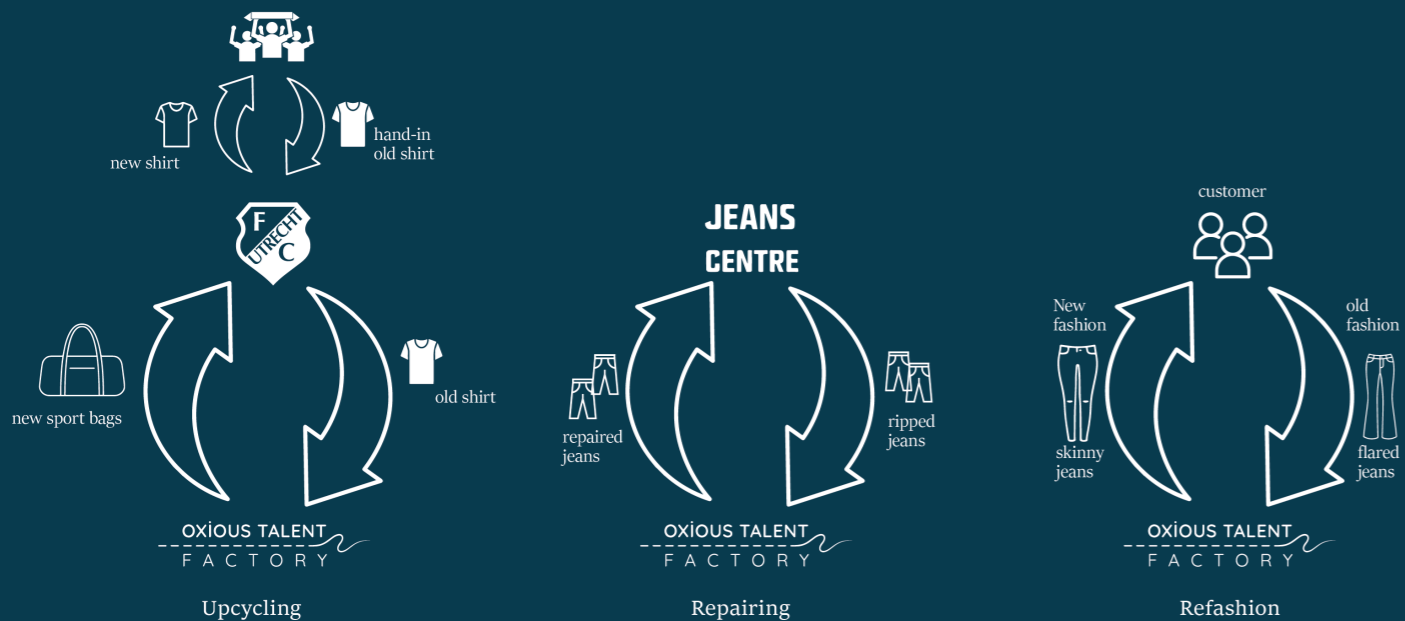 new shirt
hand-in
old shirt
F
UTRECHT
C
new sport bags
old shirt
OXiOUS TALENT
FACTORY
Upcycling
JEANS
CENTRE
repaired
jeans
ripped
jeans
OXiOUS TALENT
FACTORY
Repairing
customer
New
fashion
skinny
jeans
old
fashion
flared
jeans
OXiOUS TALENT
FACTORY
Refashion